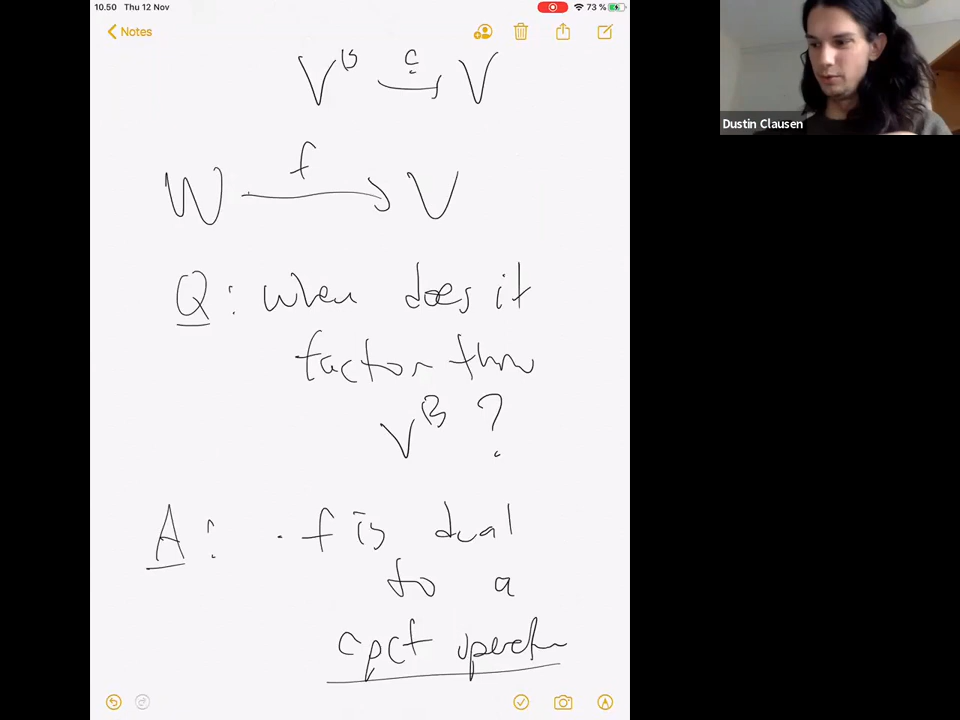 10.50 Thu 12 Nov
73 %
Notes
V^B ⊂→ V
W f→ V
Q: when does it
factor thru
V^B ?
A: · f is dual
to a
cpct operator
Dustin Clausen